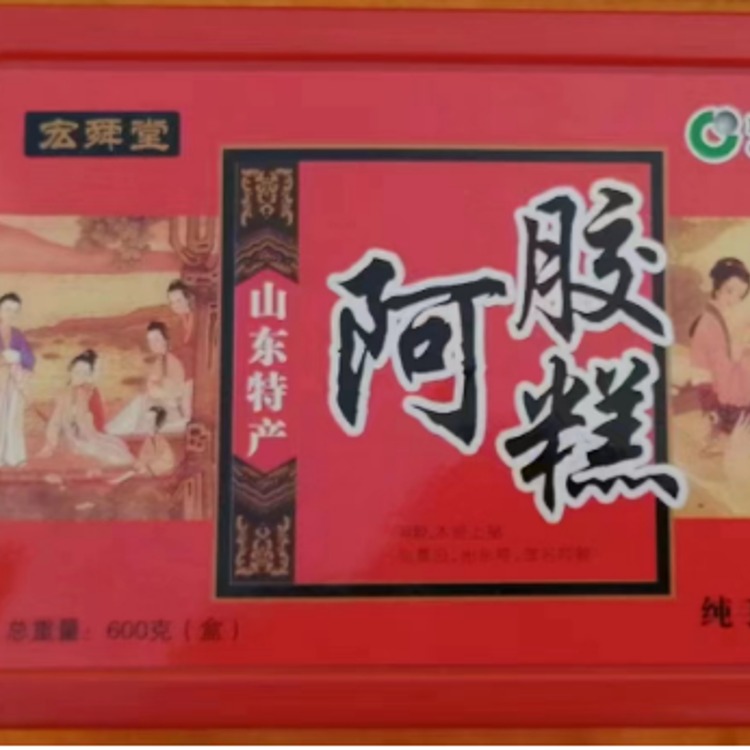 宏舜堂
山东特产
阿胶糕
总重量：600克（盒）
纯